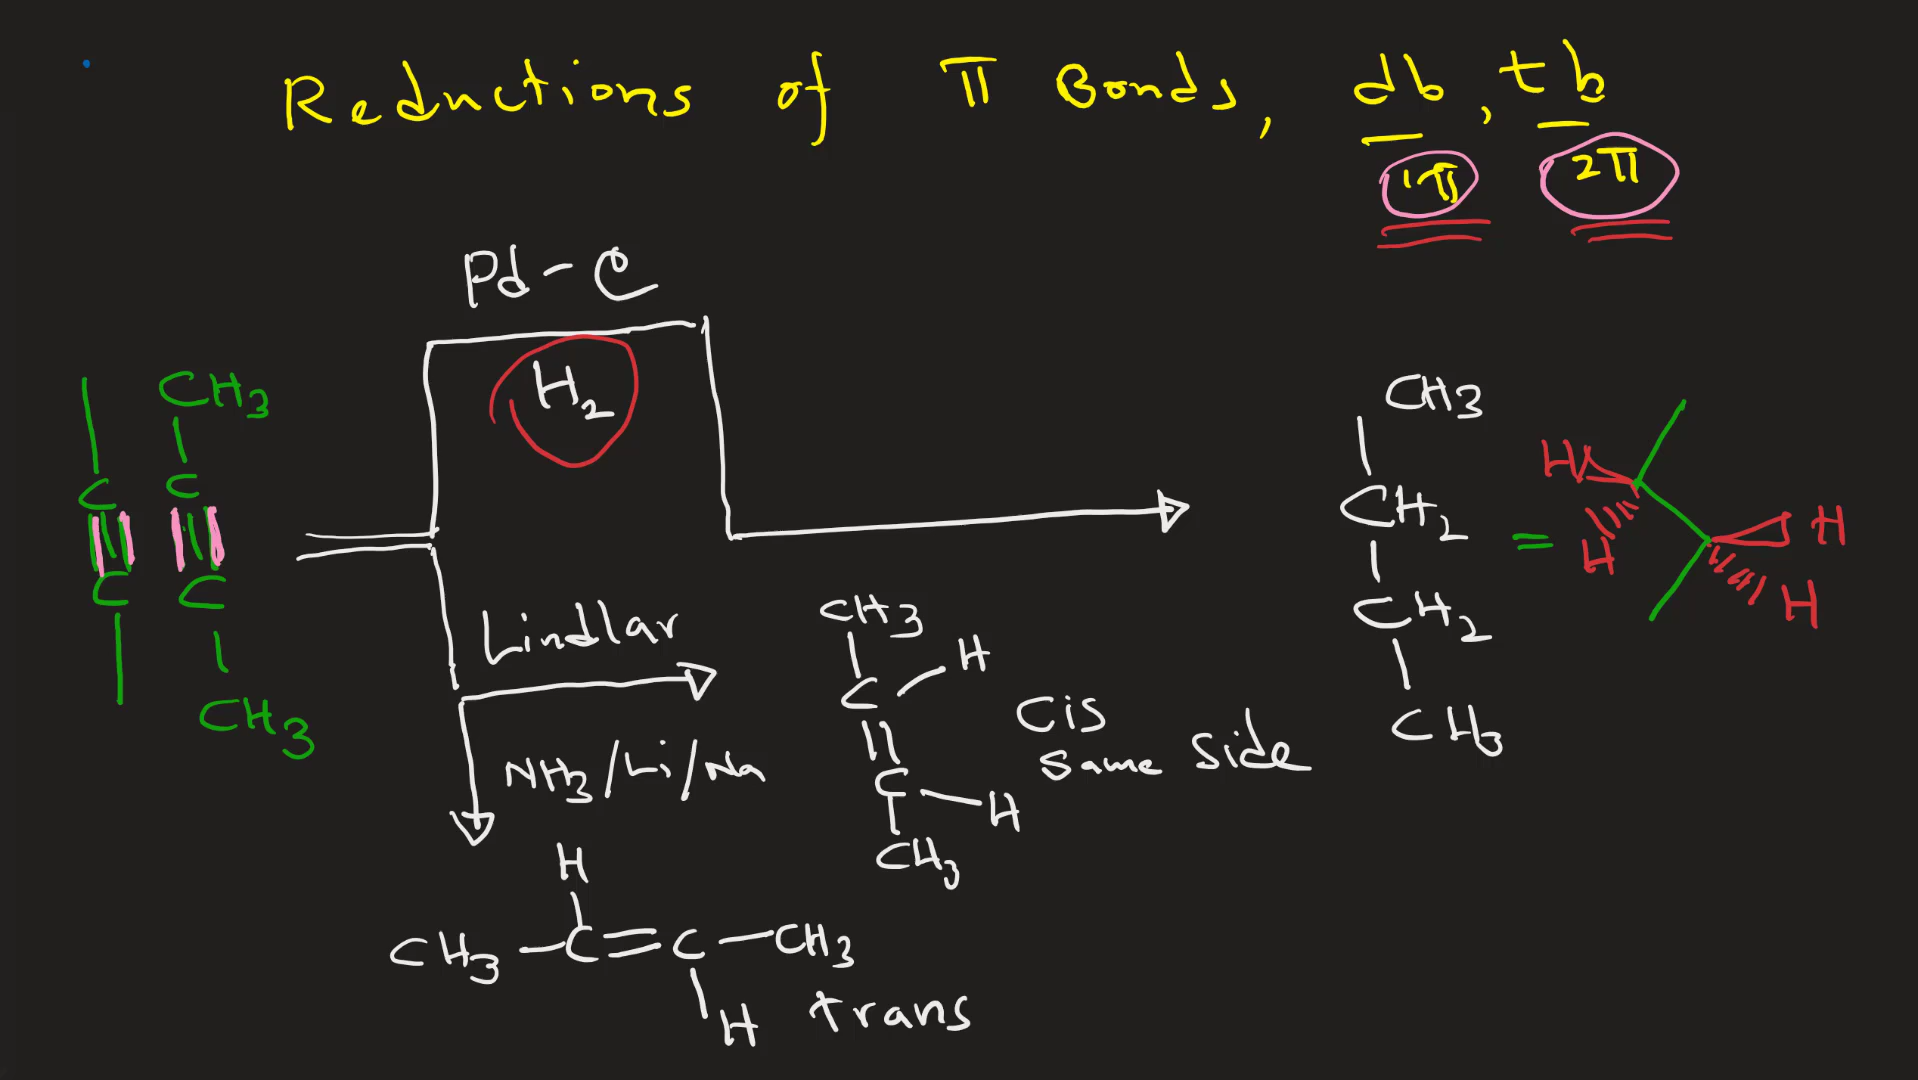 Reductions of π Bonds, db, tb
1π 2π
Pd-C
H2
CH3
C C
C C
CH3
CH3
CH2
CH2
CH3
=
H
H
H
H
Lindlar
CH3
C H
C H
CH3
Cis
Same Side
NH3/Li/Na
H
CH3-C=C-CH3
H trans